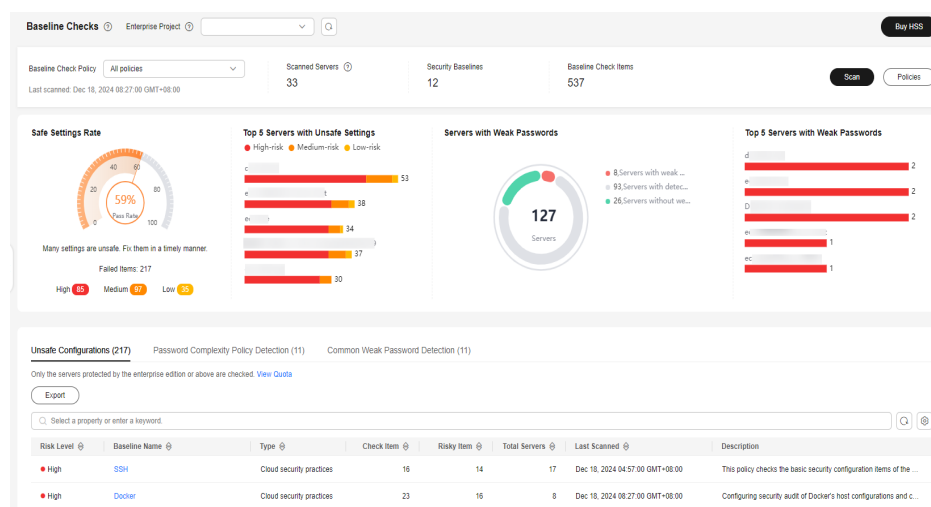 Baseline Checks ? Enterprise Project ?
Buy HSS
Baseline Check Policy All policies
Last scanned: Dec 18, 2024 08:27:00 GMT+08:00
Scanned Servers ?
33
Security Baselines
12
Baseline Check Items
537
Scan
Policies
Safe Settings Rate
0 20 40 60 80 100
59%
Pass Rate
Many settings are unsafe. Fix them in a timely manner.
Failed Items: 217
High 85 Medium 97 Low 35
Top 5 Servers with Unsafe Settings
High-risk Medium-risk Low-risk
c
53
e t
38
34
37
30
Servers with Weak Passwords
127
Servers
8,Servers with weak ...
93,Servers with detec...
26,Servers without we...
Top 5 Servers with Weak Passwords
d
2
e
2
D
2
1
ec
1
Unsafe Configurations (217) Password Complexity Policy Detection (11) Common Weak Password Detection (11)
Only the servers protected by the enterprise edition or above are checked. View Quota
Export
Select a property or enter a keyword.
Risk Level Baseline Name Type Check Item Risky Item Total Servers Last Scanned Description
High SSH Cloud security practices 16 14 17 Dec 18, 2024 04:57:00 GMT+08:00 This policy checks the basic security configuration items of the ...
High Docker Cloud security practices 23 16 8 Dec 18, 2024 08:27:00 GMT+08:00 Configuring security audit of Docker's host configurations and c...